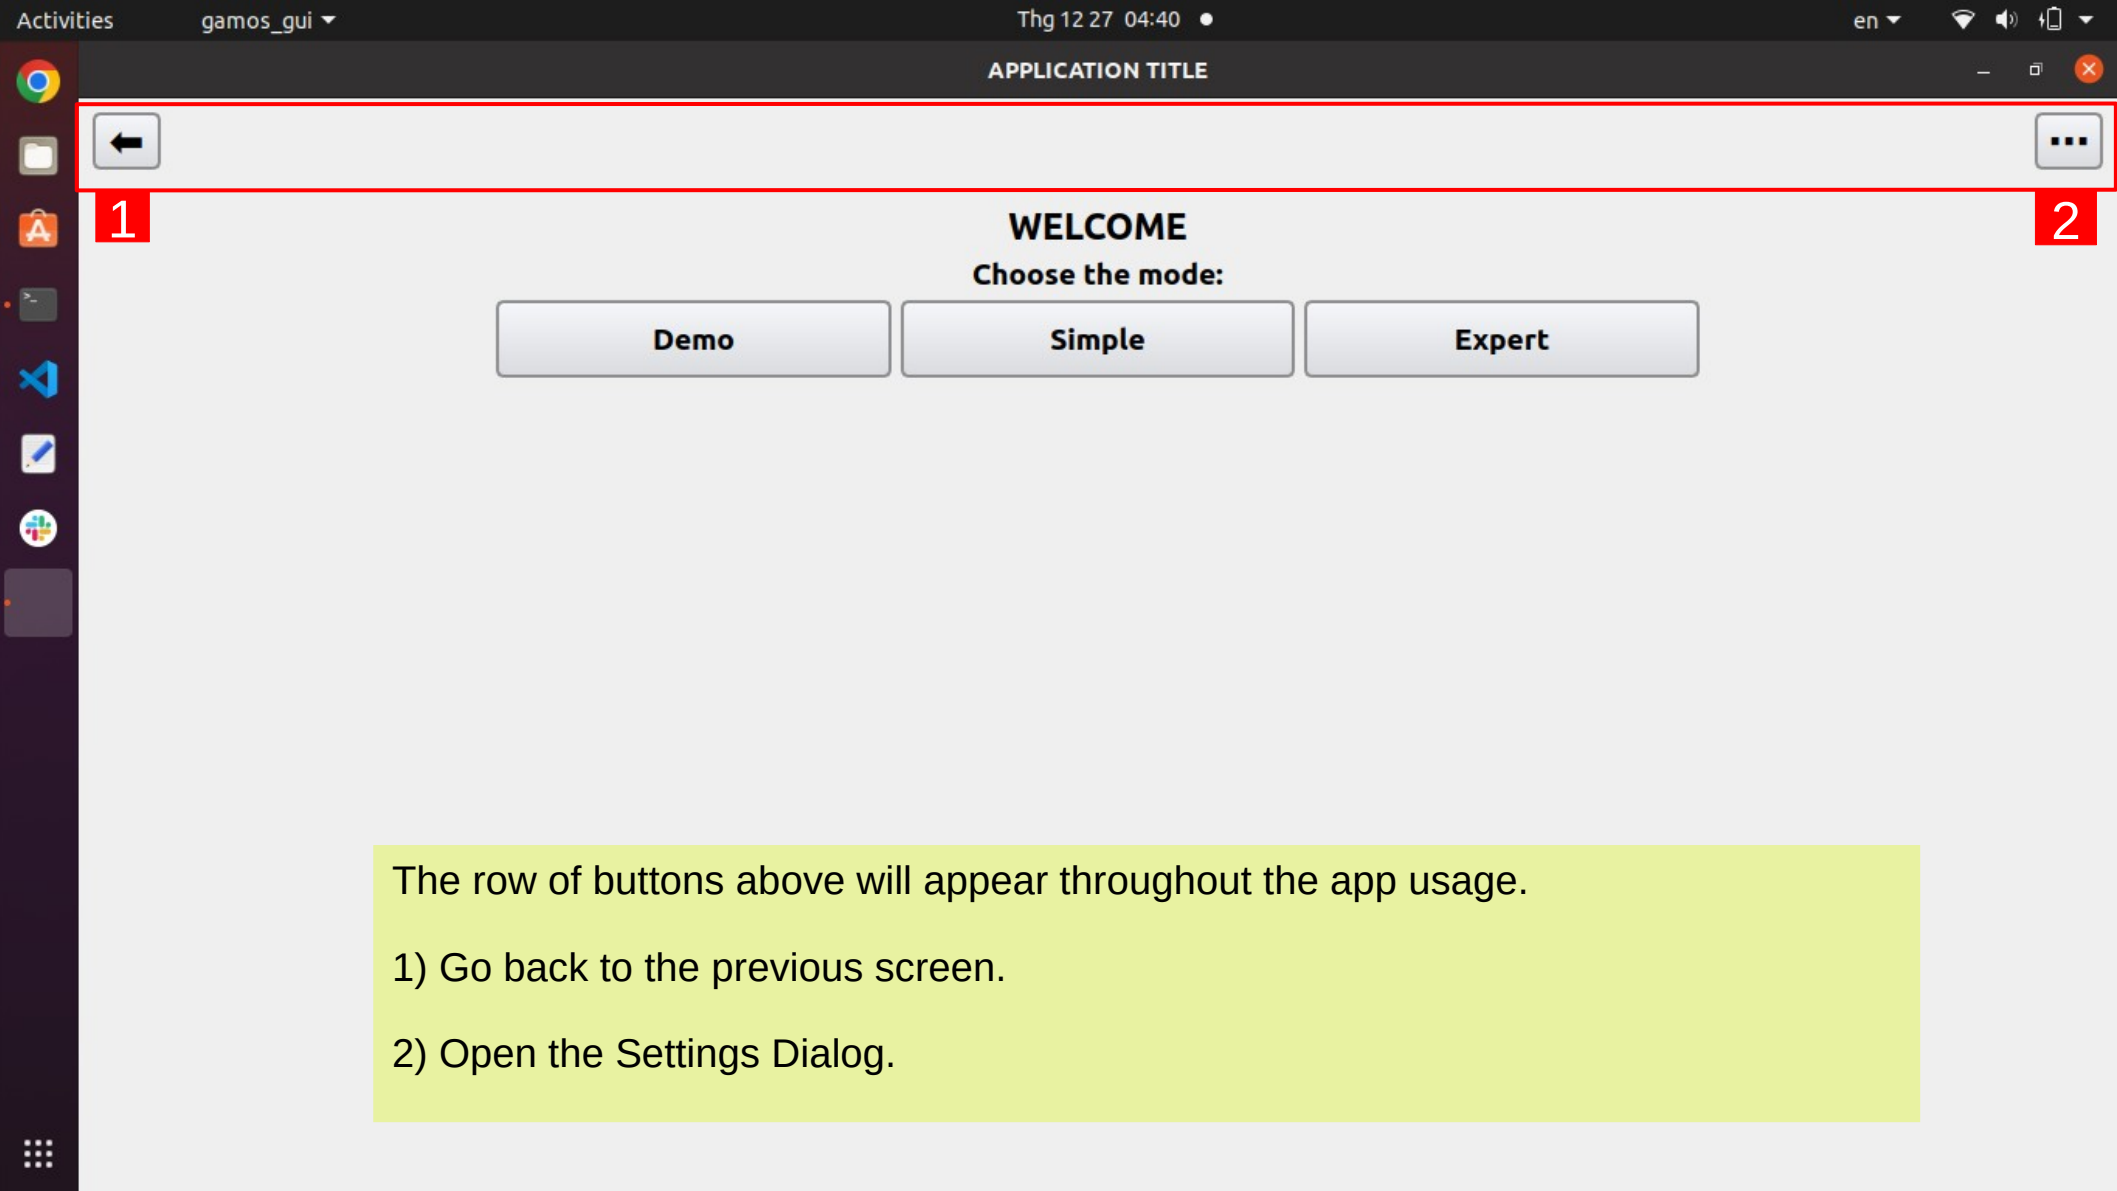 Activities gamos_gui Thg 12 27 04:40 en
APPLICATION TITLE
1
2
WELCOME
Choose the mode:
Demo Simple Expert
The row of buttons above will appear throughout the app usage.
1) Go back to the previous screen.
2) Open the Settings Dialog.